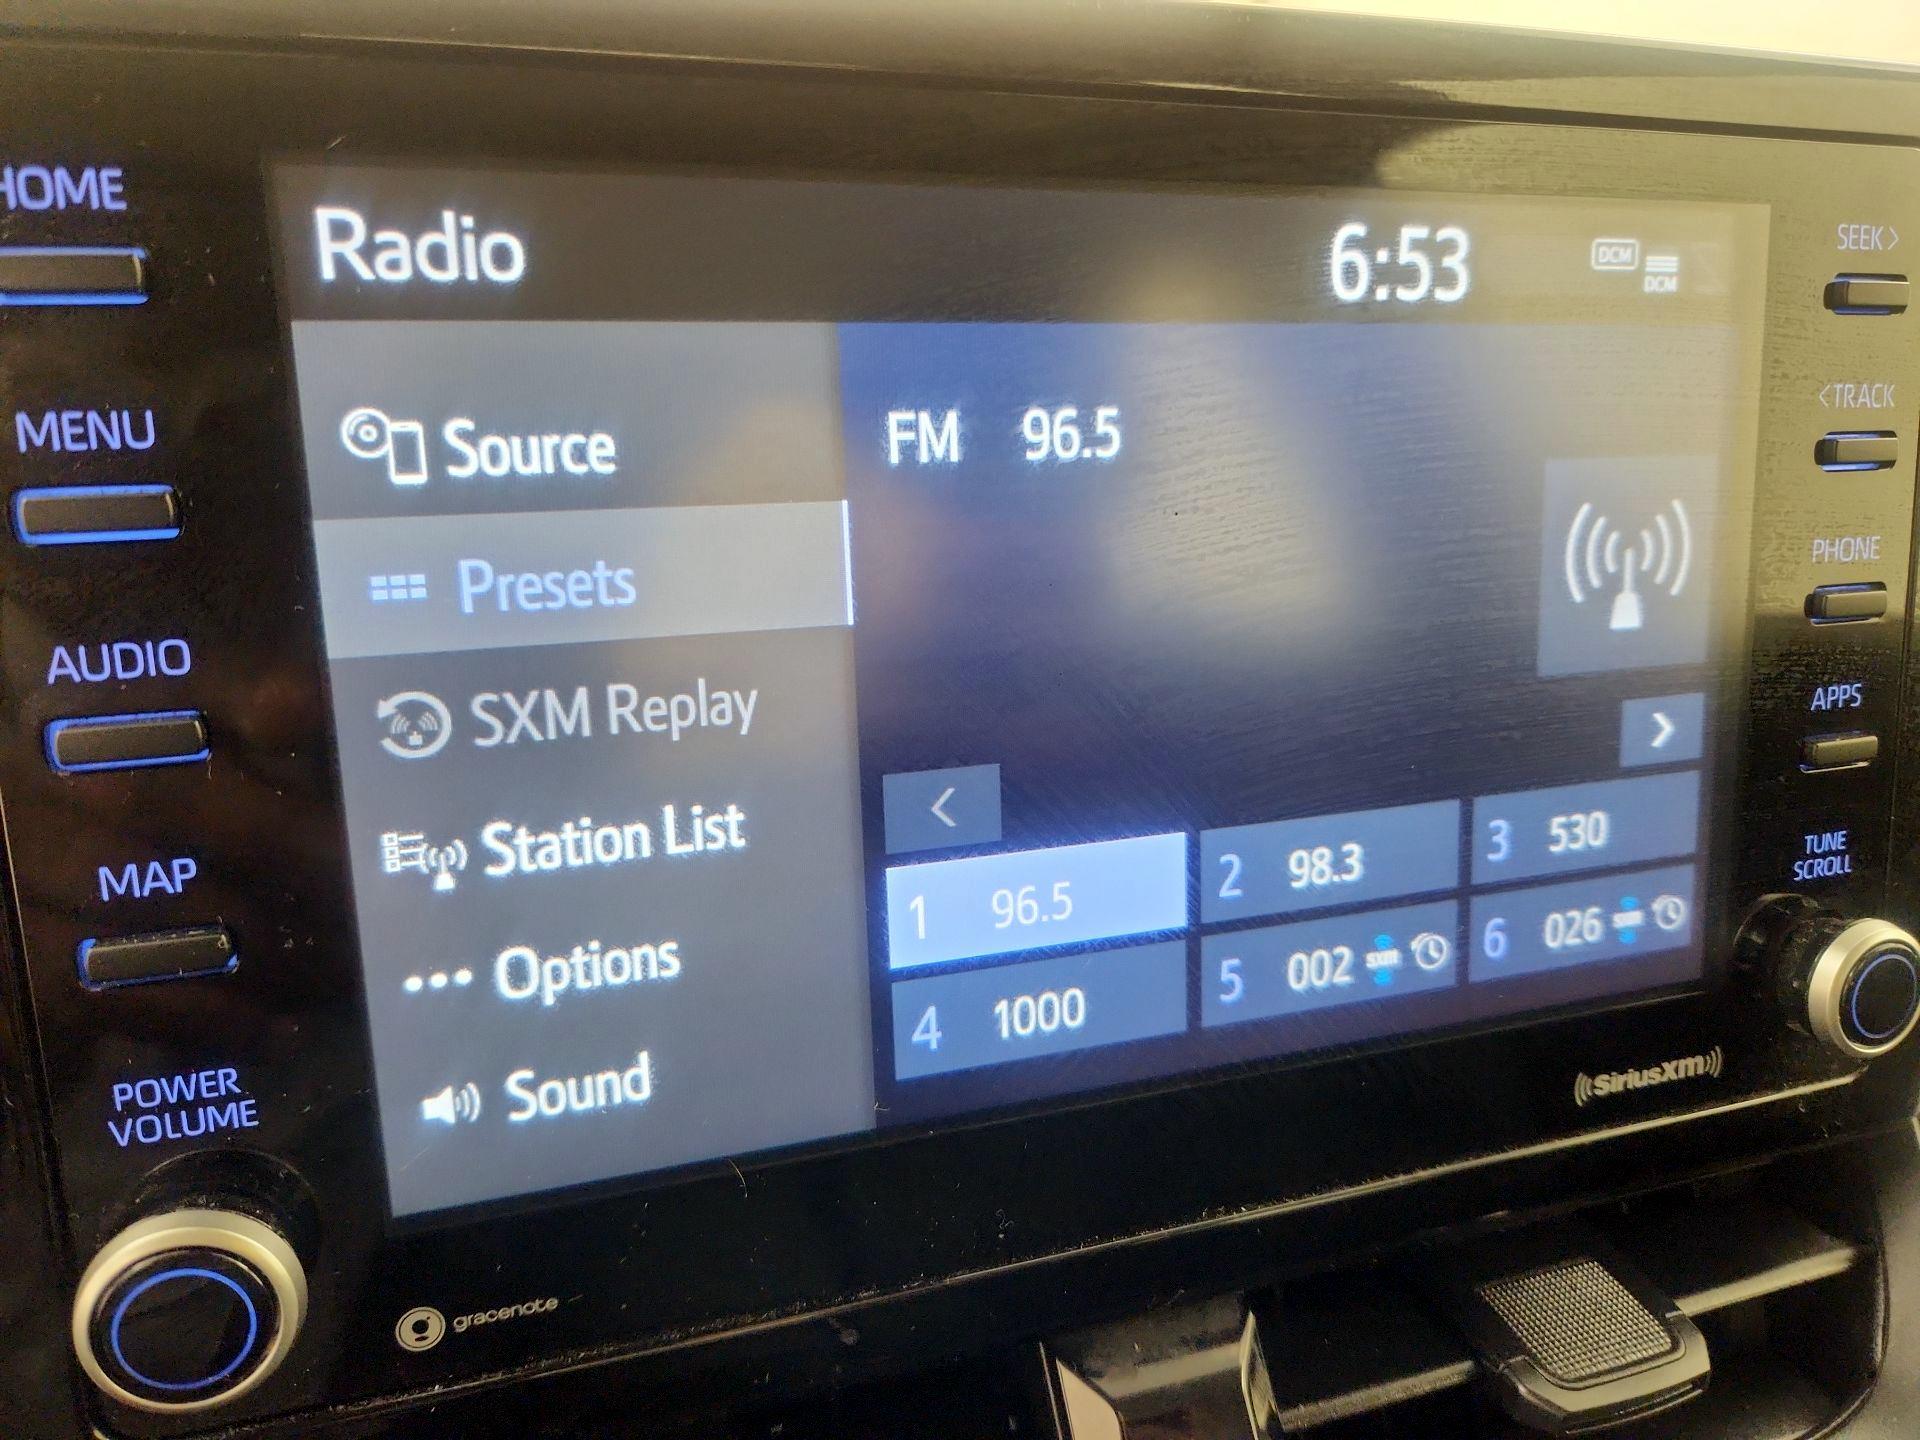 HOME
MENU
AUDIO
MAP
POWER
VOLUME
Radio
6:53
DCM
DCM
Source
Presets
SXM Replay
Station List
Options
Sound
FM 96.5
<
>
1 96.5
2 98.3
3 530
4 1000
5 002 sxm
6 026 sxm
SEEK >
< TRACK
PHONE
APPS
TUNE
SCROLL
SiriusXM
gracenote